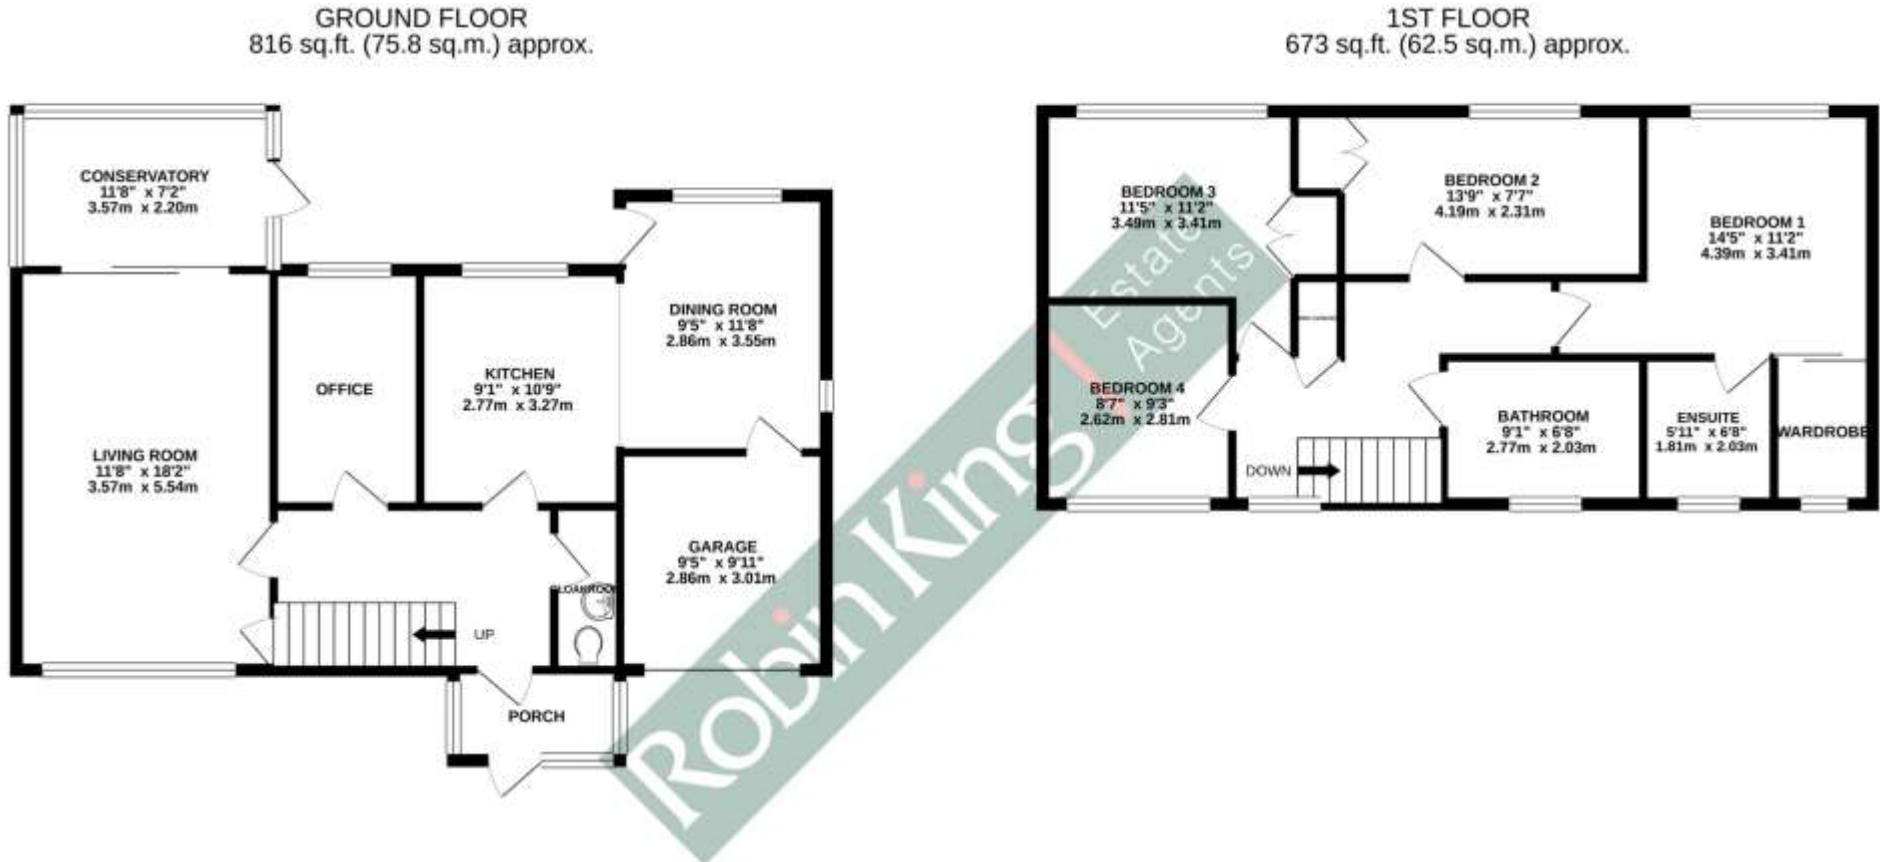 GROUND FLOOR
816 sq.ft. (75.8 sq.m.) approx.
1ST FLOOR
673 sq.ft. (62.5 sq.m.) approx.
CONSERVATORY
11'8" x 7'2"
3.57m x 2.20m
DINING ROOM
9'5" x 11'8"
2.86m x 3.55m
KITCHEN
9'1" x 10'9"
2.77m x 3.27m
OFFICE
LIVING ROOM
11'8" x 18'2"
3.57m x 5.54m
GARAGE
9'5" x 9'11"
2.86m x 3.01m
CLOAKROOM
UP
PORCH
BEDROOM 3
11'5" x 11'2"
3.49m x 3.41m
BEDROOM 2
13'9" x 7'7"
4.19m x 2.31m
BEDROOM 1
14'5" x 11'2"
4.39m x 3.41m
BEDROOM 4
8'7" x 9'3"
2.62m x 2.81m
BATHROOM
9'1" x 6'8"
2.77m x 2.03m
ENSUITE
5'11" x 6'8"
1.81m x 2.03m
WARDROBE
DOWN
Robin King
Estate
Agents